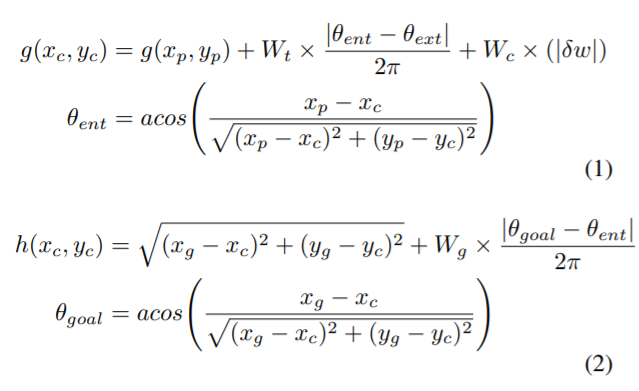 g(x_c, y_c) = g(x_p, y_p) + W_t × |θ_ent − θ_ext| / 2π + W_c × (|δw|)
θ_ent = acos( (x_p − x_c) / √((x_p − x_c)² + (y_p − y_c)²) )
(1)
h(x_c, y_c) = √((x_g − x_c)² + (y_g − y_c)²) + W_g × |θ_goal − θ_ent| / 2π
θ_goal = acos( (x_g − x_c) / √((x_g − x_c)² + (y_g − y_c)²) )
(2)